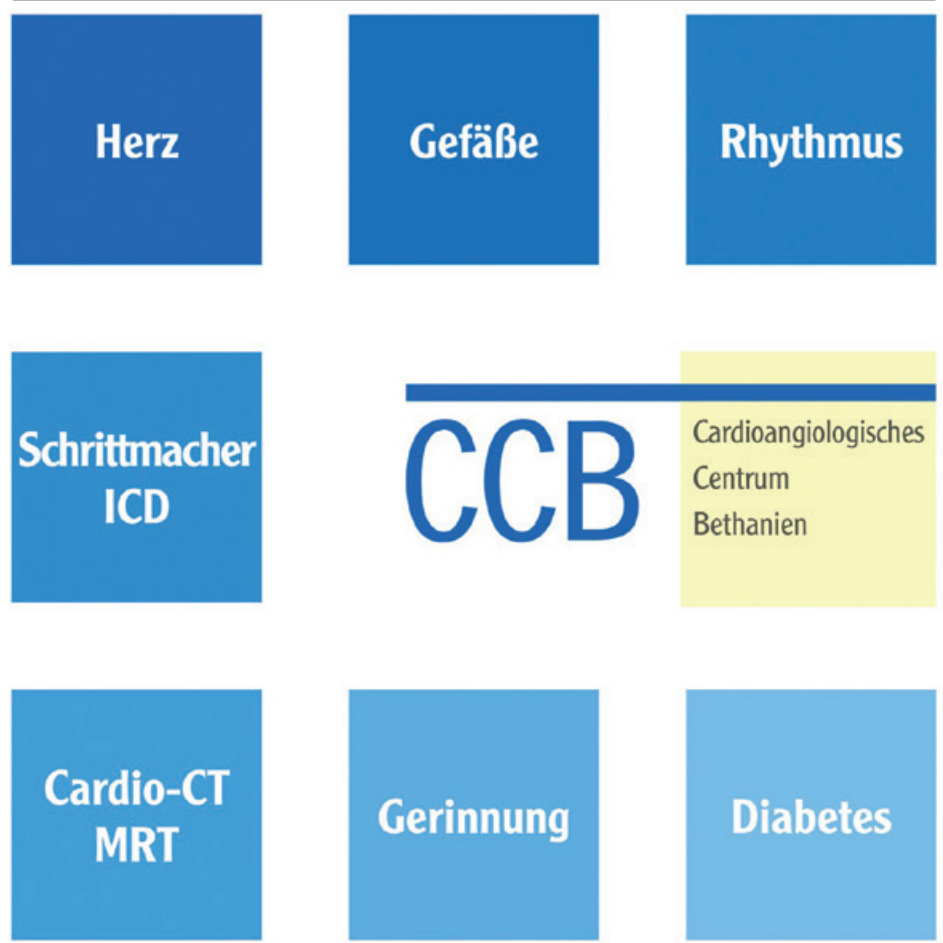 Herz
Gefäße
Rhythmus
Schrittmacher
ICD
CCB
Cardioangiologisches
Centrum
Bethanien
Cardio-CT
MRT
Gerinnung
Diabetes